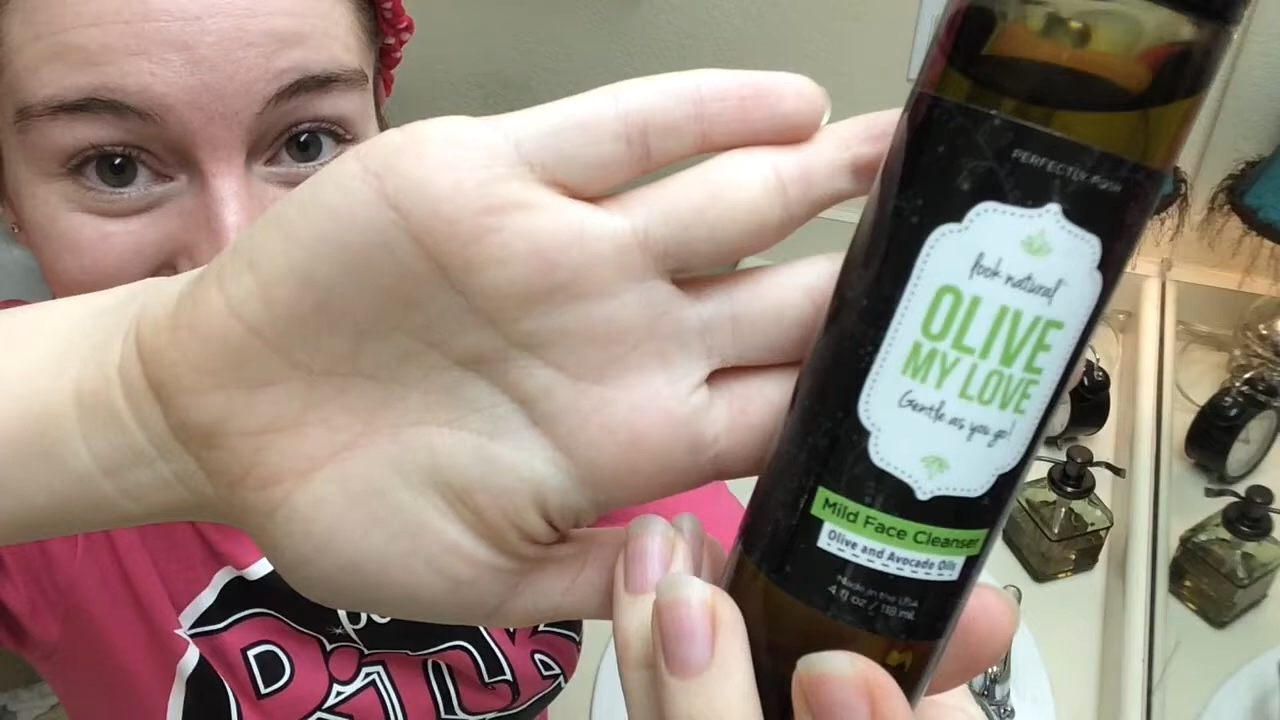 PERFECTLY POSH
look natural
OLIVE
MY LOVE
Gentle as you go!
Mild Face Cleanser
Olive and Avocado Oils
Made in the USA
4 fl oz / 118 ml